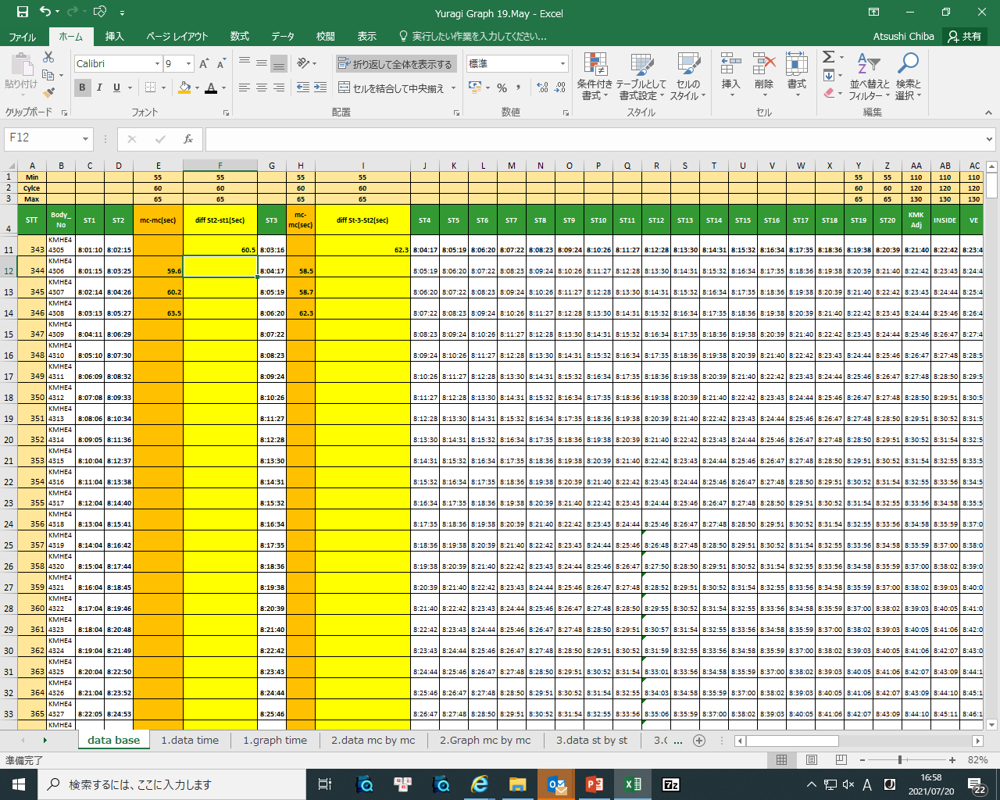 Yuragi Graph 19.May - Excel
ファイル ホーム 挿入 ページ レイアウト 数式 データ 校閲 表示 実行したい作業を入力してください... Atsushi Chiba 共有
貼り付け Calibri 9 折り返して全体を表示する 標準 条件付き書式 テーブルとして書式設定 セルのスタイル 挿入 削除 書式 並べ替えとフィルター 検索と選択
B I U セルを結合して中央揃え %
クリップボード フォント 配置 数値 スタイル セル 編集
F12 fx
A B C D E F G H I J K L M N O P Q R S T U V W X Y Z AA AB AC
1 Min 55 55 55 55 55 55 110 110 110
2 Cylce 60 60 60 60 60 60 120 120 120
3 Max 65 65 65 65 65 65 130 130 130
4 STT Body_No ST1 ST2 mc-mc(sec) diff St2-st1(Sec) ST3 mc-mc(sec) diff St-3-St2(sec) ST4 ST5 ST6 ST7 ST8 ST9 ST10 ST11 ST12 ST13 ST14 ST15 ST16 ST17 ST18 ST19 ST20 KMK Adj INSIDE VE
11 343 KMHE44305 8:01:10 8:02:15 60.5 8:03:16 62.3 8:04:17 8:05:19 8:06:20 8:07:22 8:08:23 8:09:24 8:10:26 8:11:27 8:12:28 8:13:30 8:14:31 8:15:32 8:16:34 8:17:35 8:18:36 8:19:38 8:20:39 8:21:40 8:22:42 8:23:4
12 344 KMHE44306 8:01:15 8:03:25 59.6 8:04:17 58.5 8:05:19 8:06:20 8:07:22 8:08:23 8:09:24 8:10:26 8:11:27 8:12:28 8:13:30 8:14:31 8:15:32 8:16:34 8:17:35 8:18:36 8:19:38 8:20:39 8:21:40 8:22:42 8:23:43 8:24:4
13 345 KMHE44307 8:02:14 8:04:26 60.2 8:05:19 58.7 8:06:20 8:07:22 8:08:23 8:09:24 8:10:26 8:11:27 8:12:28 8:13:30 8:14:31 8:15:32 8:16:34 8:17:35 8:18:36 8:19:38 8:20:39 8:21:40 8:22:42 8:23:43 8:24:44 8:25:4
14 346 KMHE44308 8:03:13 8:05:27 63.5 8:06:20 62.3 8:07:22 8:08:23 8:09:24 8:10:26 8:11:27 8:12:28 8:13:30 8:14:31 8:15:32 8:16:34 8:17:35 8:18:36 8:19:38 8:20:39 8:21:40 8:22:42 8:23:43 8:24:44 8:25:46 8:26:4
15 347 KMHE44309 8:04:11 8:06:29 8:07:22 8:08:23 8:09:24 8:10:26 8:11:27 8:12:28 8:13:30 8:14:31 8:15:32 8:16:34 8:17:35 8:18:36 8:19:38 8:20:39 8:21:40 8:22:42 8:23:43 8:24:44 8:25:46 8:26:47 8:27:4
16 348 KMHE44310 8:05:10 8:07:30 8:08:23 8:09:24 8:10:26 8:11:27 8:12:28 8:13:30 8:14:31 8:15:32 8:16:34 8:17:35 8:18:36 8:19:38 8:20:39 8:21:40 8:22:42 8:23:43 8:24:44 8:25:46 8:26:47 8:27:48 8:28:5
17 349 KMHE44311 8:06:09 8:08:32 8:09:24 8:10:26 8:11:27 8:12:28 8:13:30 8:14:31 8:15:32 8:16:34 8:17:35 8:18:36 8:19:38 8:20:39 8:21:40 8:22:42 8:23:43 8:24:44 8:25:46 8:26:47 8:27:48 8:28:50 8:29:5
18 350 KMHE44312 8:07:08 8:09:33 8:10:26 8:11:27 8:12:28 8:13:30 8:14:31 8:15:32 8:16:34 8:17:35 8:18:36 8:19:38 8:20:39 8:21:40 8:22:42 8:23:43 8:24:44 8:25:46 8:26:47 8:27:48 8:28:50 8:29:51 8:30:5
19 351 KMHE44313 8:08:06 8:10:34 8:11:27 8:12:28 8:13:30 8:14:31 8:15:32 8:16:34 8:17:35 8:18:36 8:19:38 8:20:39 8:21:40 8:22:42 8:23:43 8:24:44 8:25:46 8:26:47 8:27:48 8:28:50 8:29:51 8:30:52 8:31:5
20 352 KMHE44314 8:09:05 8:11:36 8:12:28 8:13:30 8:14:31 8:15:32 8:16:34 8:17:35 8:18:36 8:19:38 8:20:39 8:21:40 8:22:42 8:23:43 8:24:44 8:25:46 8:26:47 8:27:48 8:28:50 8:29:51 8:30:52 8:31:54 8:32:5
21 353 KMHE44315 8:10:04 8:12:37 8:13:30 8:14:31 8:15:32 8:16:34 8:17:35 8:18:36 8:19:38 8:20:39 8:21:40 8:22:42 8:23:43 8:24:44 8:25:46 8:26:47 8:27:48 8:28:50 8:29:51 8:30:52 8:31:54 8:32:55 8:33:5
22 354 KMHE44316 8:11:04 8:13:38 8:14:31 8:15:32 8:16:34 8:17:35 8:18:36 8:19:38 8:20:39 8:21:40 8:22:42 8:23:43 8:24:44 8:25:46 8:26:47 8:27:48 8:28:50 8:29:51 8:30:52 8:31:54 8:32:55 8:33:56 8:34:5
23 355 KMHE44317 8:12:04 8:14:40 8:15:32 8:16:34 8:17:35 8:18:36 8:19:38 8:20:39 8:21:40 8:22:42 8:23:43 8:24:44 8:25:46 8:26:47 8:27:48 8:28:50 8:29:51 8:30:52 8:31:54 8:32:55 8:33:56 8:34:58 8:35:5
24 356 KMHE44318 8:13:04 8:15:41 8:16:34 8:17:35 8:18:36 8:19:38 8:20:39 8:21:40 8:22:42 8:23:43 8:24:44 8:25:46 8:26:47 8:27:48 8:28:50 8:29:51 8:30:52 8:31:54 8:32:55 8:33:56 8:34:58 8:35:59 8:37:0
25 357 KMHE44319 8:14:04 8:16:42 8:17:35 8:18:36 8:19:38 8:20:39 8:21:40 8:22:42 8:23:43 8:24:44 8:25:46 8:26:48 8:27:48 8:28:50 8:29:51 8:30:52 8:31:54 8:32:55 8:33:56 8:34:58 8:35:59 8:37:00 8:38:0
26 358 KMHE44320 8:15:04 8:17:44 8:18:36 8:19:38 8:20:39 8:21:40 8:22:42 8:23:43 8:24:44 8:25:46 8:26:47 8:27:50 8:28:50 8:29:51 8:30:52 8:31:54 8:32:55 8:33:56 8:34:58 8:35:59 8:37:00 8:38:02 8:39:0
27 359 KMHE44321 8:16:04 8:18:45 8:19:38 8:20:39 8:21:40 8:22:42 8:23:43 8:24:44 8:25:46 8:26:47 8:27:48 8:28:52 8:29:51 8:30:52 8:31:54 8:32:55 8:33:56 8:34:58 8:35:59 8:37:00 8:38:02 8:39:03 8:40:0
28 360 KMHE44322 8:17:04 8:19:46 8:20:39 8:21:40 8:22:42 8:23:43 8:24:44 8:25:46 8:26:47 8:27:48 8:28:50 8:29:55 8:30:52 8:31:54 8:32:55 8:33:56 8:34:58 8:35:59 8:37:00 8:38:02 8:39:03 8:40:05 8:41:0
29 361 KMHE44323 8:18:04 8:20:48 8:21:40 8:22:42 8:23:43 8:24:44 8:25:46 8:26:47 8:27:48 8:28:50 8:29:51 8:30:57 8:31:54 8:32:55 8:33:56 8:34:58 8:35:59 8:37:00 8:38:02 8:39:03 8:40:05 8:41:06 8:42:0
30 362 KMHE44324 8:19:04 8:21:49 8:22:42 8:23:43 8:24:44 8:25:46 8:26:47 8:27:48 8:28:50 8:29:51 8:30:52 8:31:59 8:32:55 8:33:56 8:34:58 8:35:59 8:37:00 8:38:02 8:39:03 8:40:05 8:41:06 8:42:07 8:43:0
31 363 KMHE44325 8:20:04 8:22:50 8:23:43 8:24:44 8:25:46 8:26:47 8:27:48 8:28:50 8:29:51 8:30:52 8:31:54 8:33:01 8:33:56 8:34:58 8:35:59 8:37:00 8:38:02 8:39:03 8:40:05 8:41:06 8:42:07 8:43:09 8:44:1
32 364 KMHE44326 8:21:04 8:23:52 8:24:44 8:25:46 8:26:47 8:27:48 8:28:50 8:29:51 8:30:52 8:31:54 8:32:55 8:34:03 8:34:58 8:35:59 8:37:00 8:38:02 8:39:03 8:40:05 8:41:06 8:42:07 8:43:09 8:44:10 8:45:1
33 365 KMHE44327 8:22:05 8:24:53 8:25:46 8:26:47 8:27:48 8:28:50 8:29:51 8:30:52 8:31:54 8:32:55 8:33:56 8:35:06 8:35:59 8:37:00 8:38:02 8:39:03 8:40:05 8:41:06 8:42:07 8:43:09 8:44:10 8:45:11 8:46:1
KMHE4
data base 1.data time 1.graph time 2.data mc by mc 2.Graph mc by mc 3.data st by st 3.( ...
準備完了 82%
検索するには、ここに入力します A 16:58
2021/07/20 22